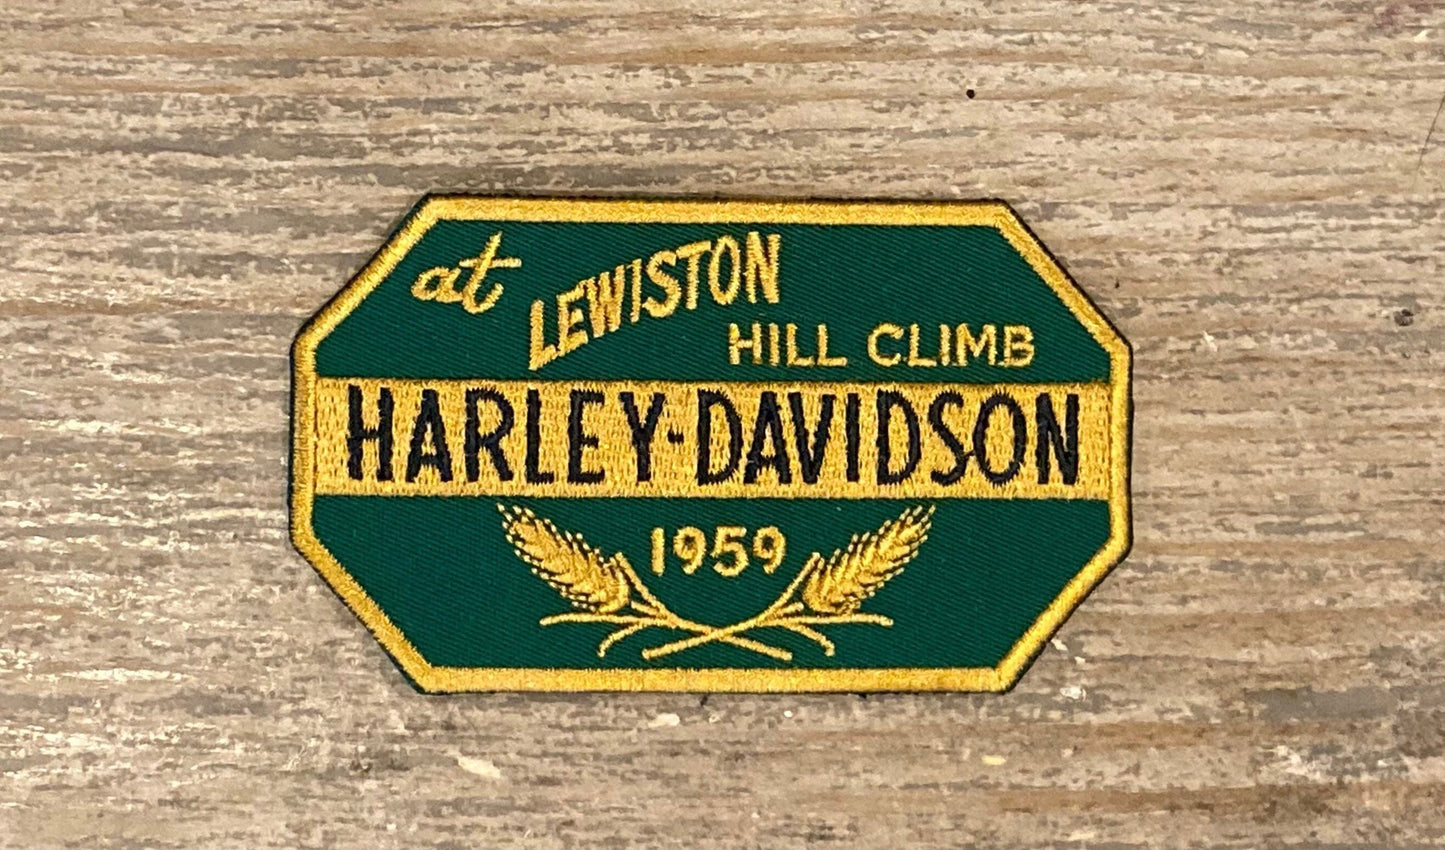 at LEWISTON
HILL CLIMB
HARLEY-DAVIDSON
1959